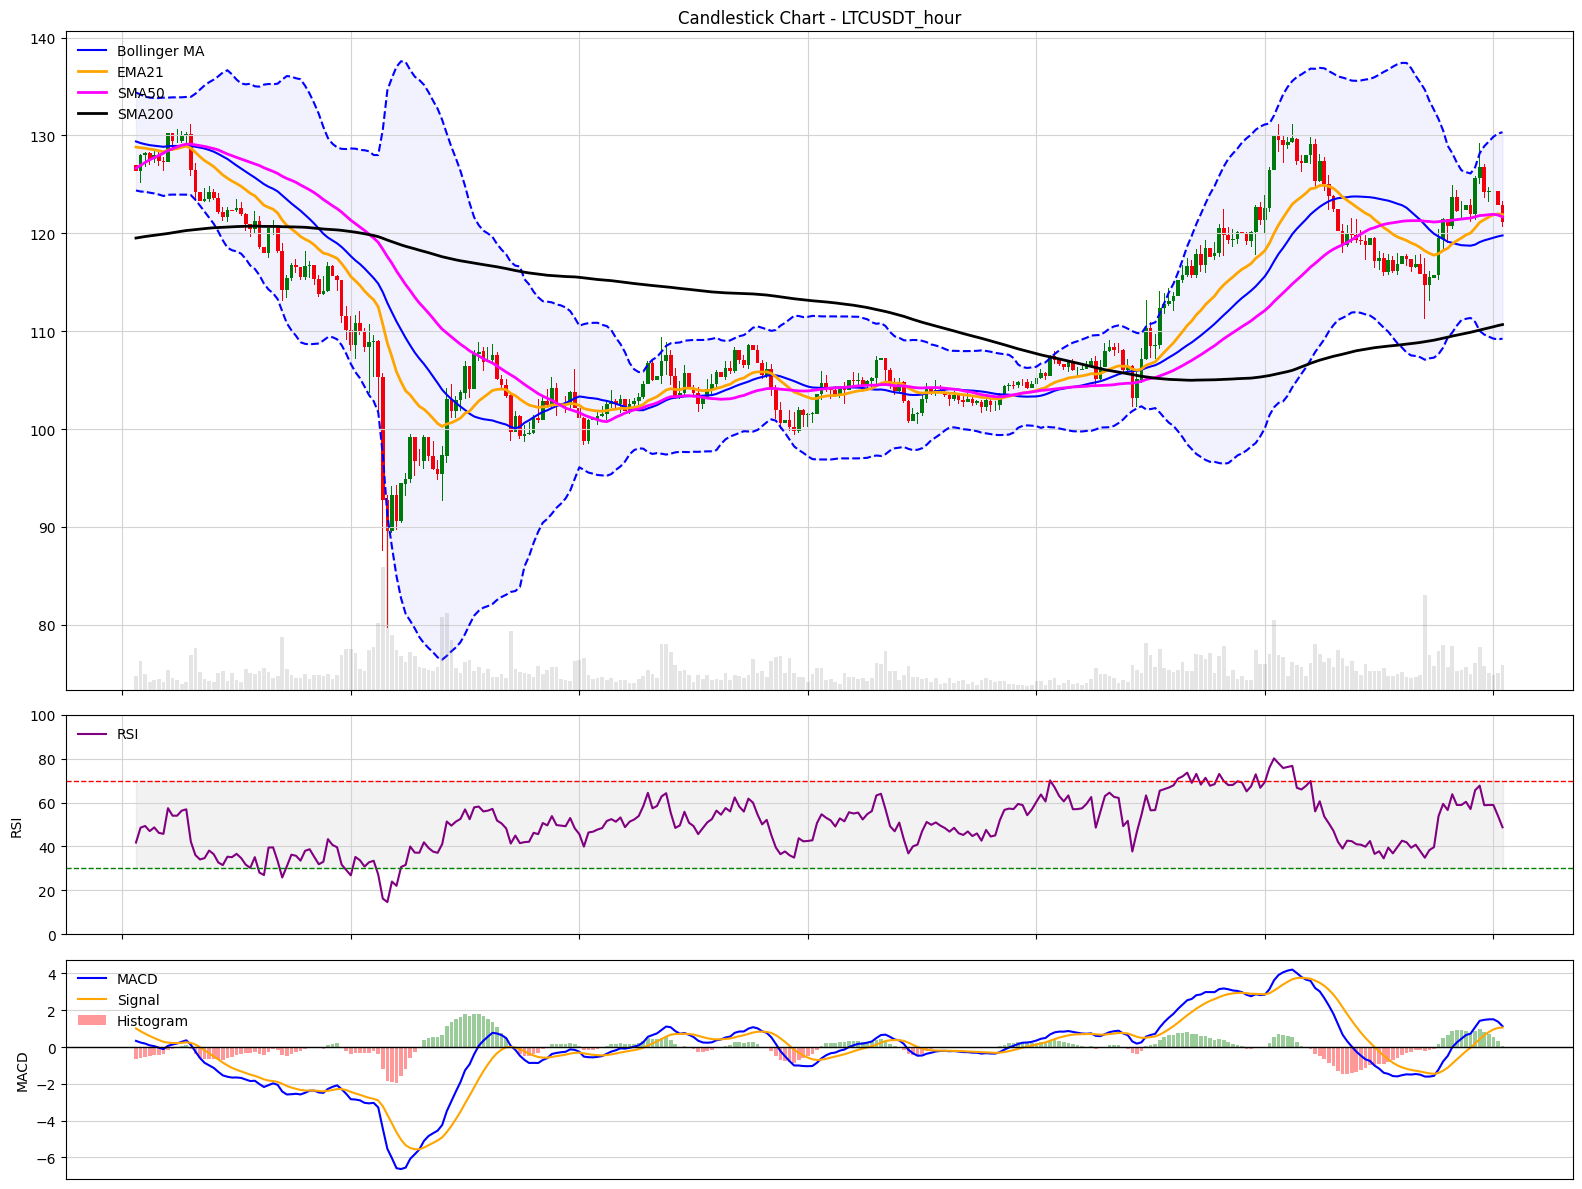 Candlestick Chart - LTCUSDT_hour
140
130
120
110
100
90
80
Bollinger MA
EMA21
SMA50
SMA200
100
80
60
40
20
0
RSI
RSI
4
2
0
−2
−4
−6
MACD
MACD
Signal
Histogram